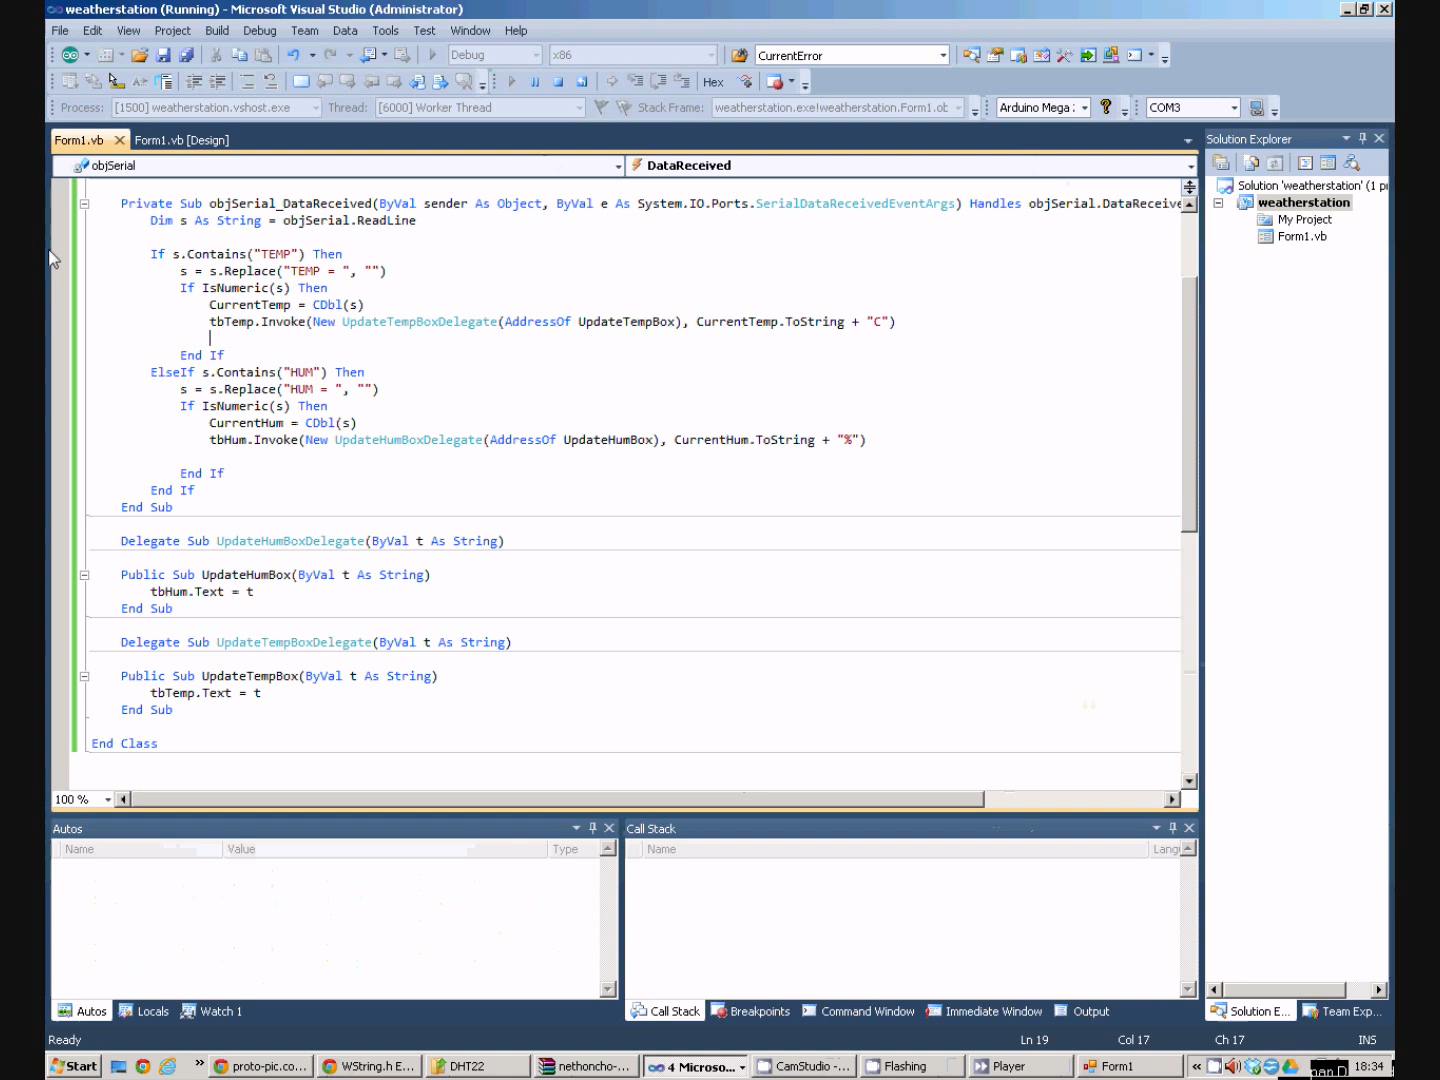 weatherstation (Running) - Microsoft Visual Studio (Administrator)
File Edit View Project Build Debug Team Data Tools Test Window Help
Debug x86 CurrentError
Hex
Process: [1500] weatherstation.vshost.exe Thread: [6000] Worker Thread Stack Frame: weatherstation.exe!weatherstation.Form1.ob Arduino Mega : COM3
Form1.vb Form1.vb [Design] Solution Explorer
objSerial DataReceived
Solution 'weatherstation' (1 p
weatherstation
My Project
Form1.vb
Private Sub objSerial_DataReceived(ByVal sender As Object, ByVal e As System.IO.Ports.SerialDataReceivedEventArgs) Handles objSerial.DataReceive
Dim s As String = objSerial.ReadLine
If s.Contains("TEMP") Then
s = s.Replace("TEMP = ", "")
If IsNumeric(s) Then
CurrentTemp = CDbl(s)
tbTemp.Invoke(New UpdateTempBoxDelegate(AddressOf UpdateTempBox), CurrentTemp.ToString + "C")
End If
ElseIf s.Contains("HUM") Then
s = s.Replace("HUM = ", "")
If IsNumeric(s) Then
CurrentHum = CDbl(s)
tbHum.Invoke(New UpdateHumBoxDelegate(AddressOf UpdateHumBox), CurrentHum.ToString + "%")
End If
End If
End Sub
Delegate Sub UpdateHumBoxDelegate(ByVal t As String)
Public Sub UpdateHumBox(ByVal t As String)
tbHum.Text = t
End Sub
Delegate Sub UpdateTempBoxDelegate(ByVal t As String)
Public Sub UpdateTempBox(ByVal t As String)
tbTemp.Text = t
End Sub
End Class
100 %
Autos Call Stack
Name Value Type Name Lang
Autos Locals Watch 1 Call Stack Breakpoints Command Window Immediate Window Output Solution E... Team Exp...
Ready Ln 19 Col 17 Ch 17 INS
Start proto-pic.co... WString.h E... DHT22 nethoncho-... 4 Microso... CamStudio -... Flashing Player Form1 18:34